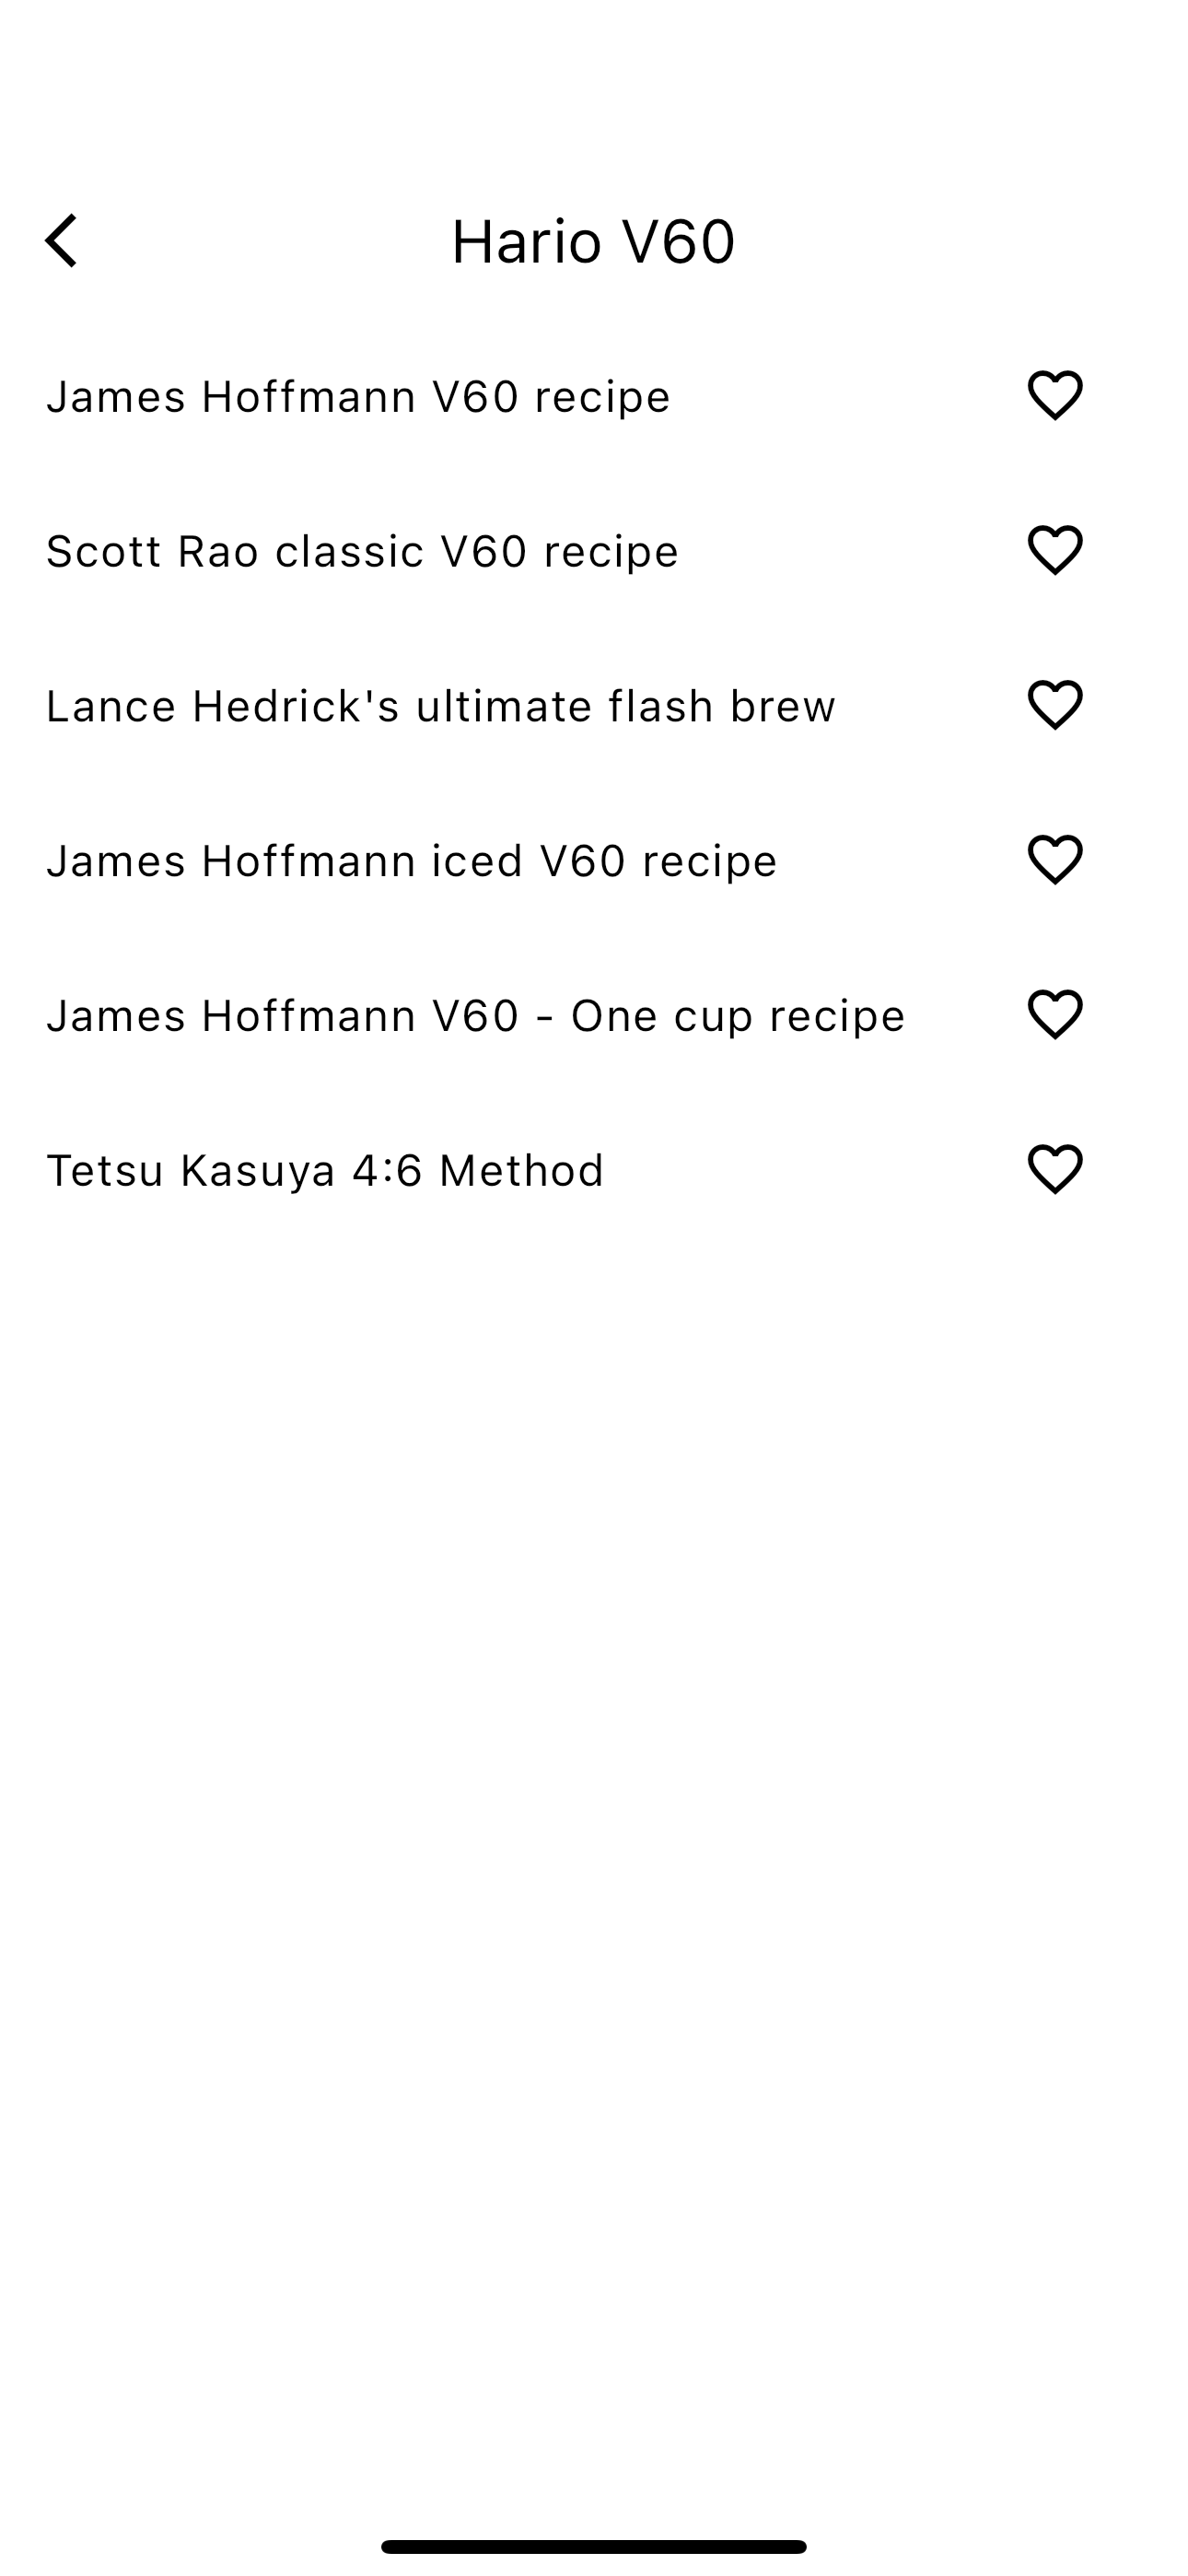 Hario V60
James Hoffmann V60 recipe
Scott Rao classic V60 recipe
Lance Hedrick's ultimate flash brew
James Hoffmann iced V60 recipe
James Hoffmann V60 - One cup recipe
Tetsu Kasuya 4:6 Method